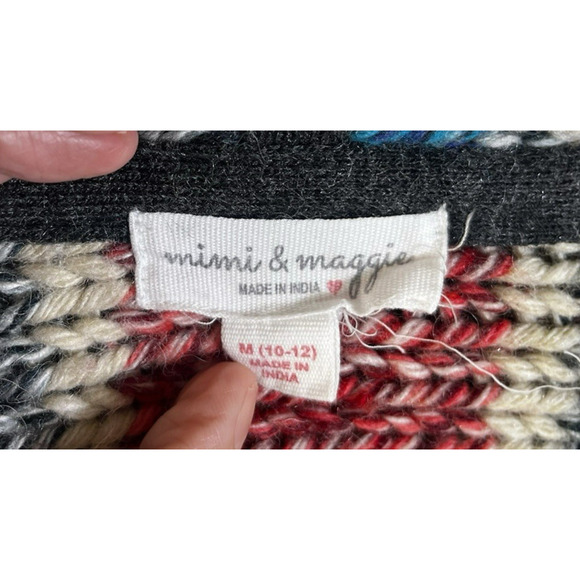 mimi & maggie
MADE IN INDIA
M (10-12)
MADE IN
INDIA